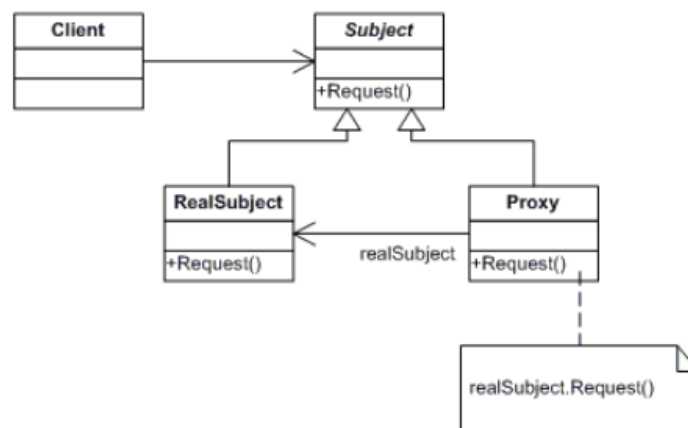 Client
Subject
+Request()
RealSubject
Proxy
+Request()
realSubject
+Request()
realSubject.Request()